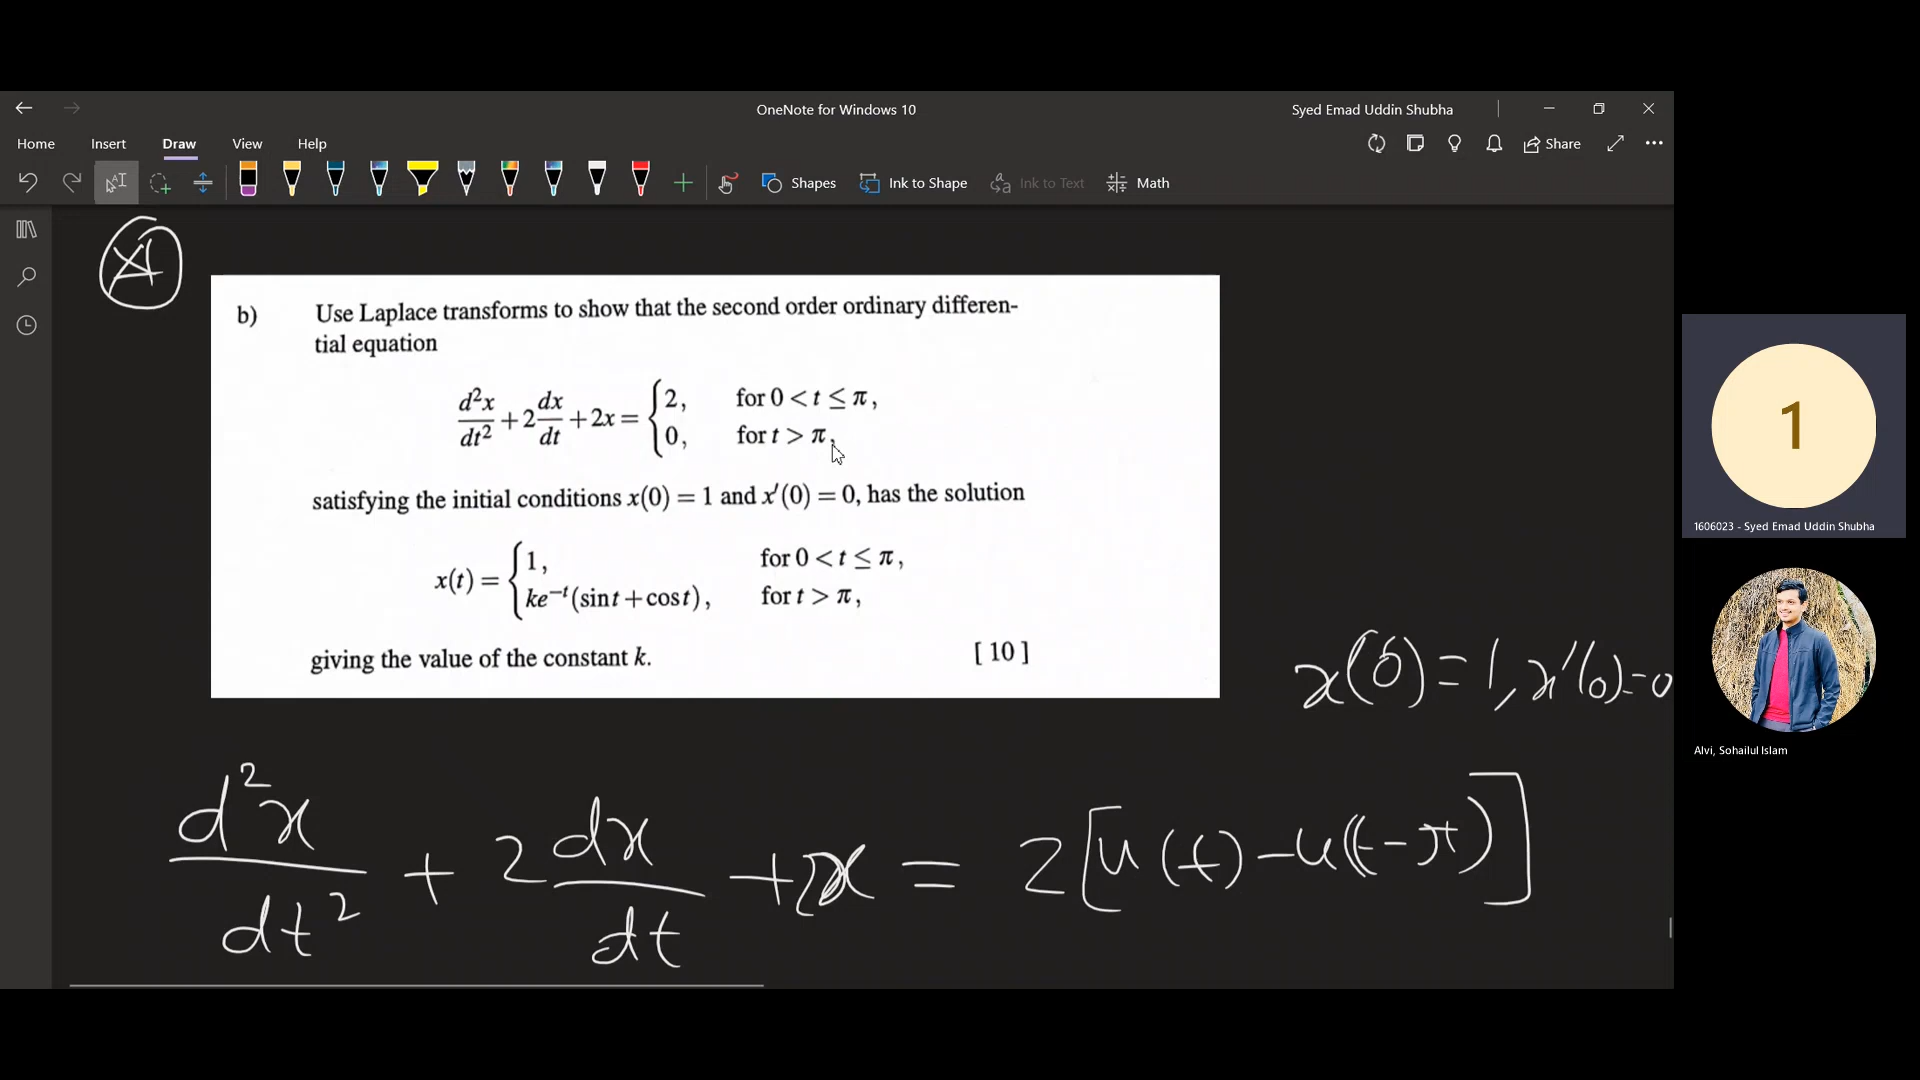 OneNote for Windows 10
Syed Emad Uddin Shubha
Home Insert Draw View Help
Share
Shapes Ink to Shape Ink to Text Math
b) Use Laplace transforms to show that the second order ordinary differen-
tial equation
d²x/dt² + 2 dx/dt + 2x = { 2, for 0 < t ≤ π,
0, for t > π,
satisfying the initial conditions x(0) = 1 and x′(0) = 0, has the solution
x(t) = { 1, for 0 < t ≤ π,
ke⁻ᵗ(sin t + cos t), for t > π,
giving the value of the constant k. [ 10 ]
x(0) = 1, x'(0) = 0
d²x/dt² + 2 dx/dt + 2x = 2[u(t) - u(t-π)]
1
1606023 - Syed Emad Uddin Shubha
Alvi, Sohailul Islam